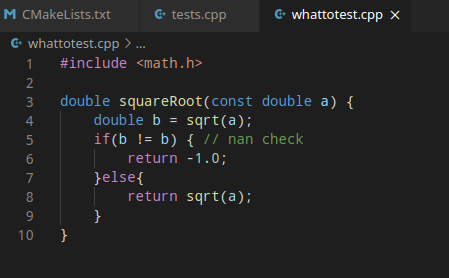 CMakeLists.txt tests.cpp whattotest.cpp ×
whattotest.cpp > ...
1 #include <math.h>
2
3 double squareRoot(const double a) {
4     double b = sqrt(a);
5     if(b != b) { // nan check
6         return -1.0;
7     }else{
8         return sqrt(a);
9     }
10 }